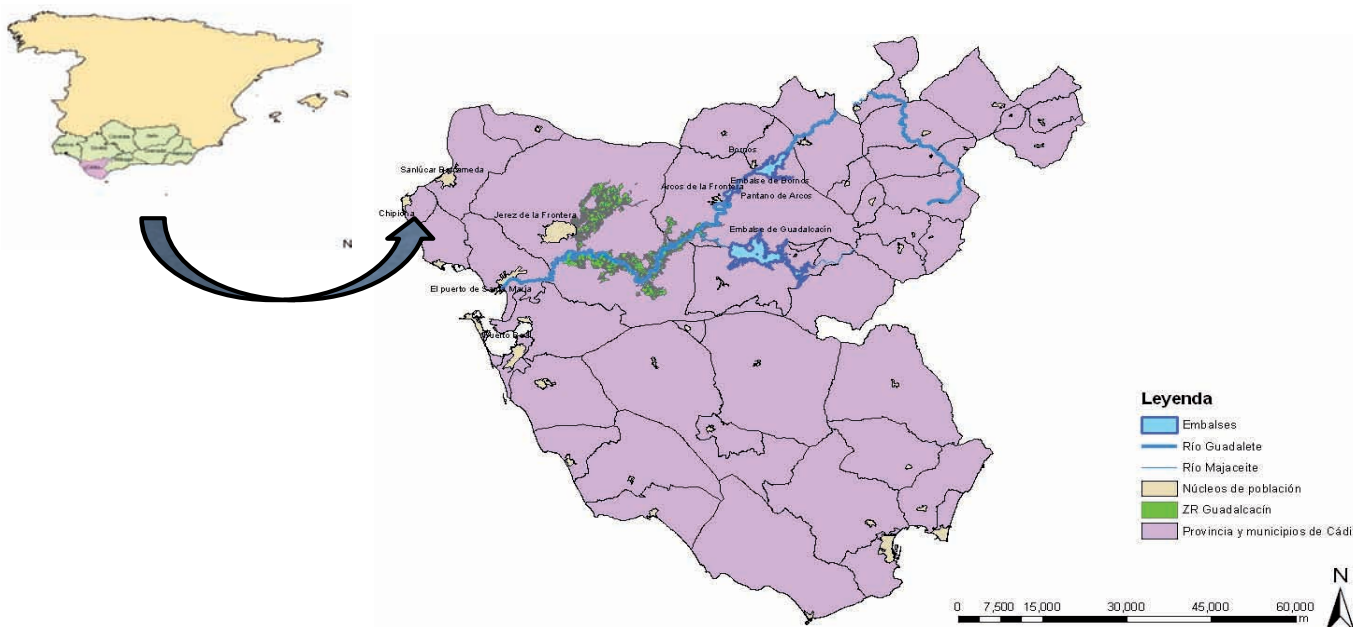 N
Sanlúcar Barrameda
Chipiona
Jerez de la Frontera
El puerto de Santa María
Puerto Real
Bornos
Embalse de Bornos
Arcos de la Frontera
Pantano de Arcos
Embalse de Guadalcacín
Leyenda
Embalses
Río Guadalete
Río Majaceite
Núcleos de población
ZR Guadalcacín
Provincia y municipios de Cádi
N
0 7,500 15,000 30,000 45,000 60,000
m